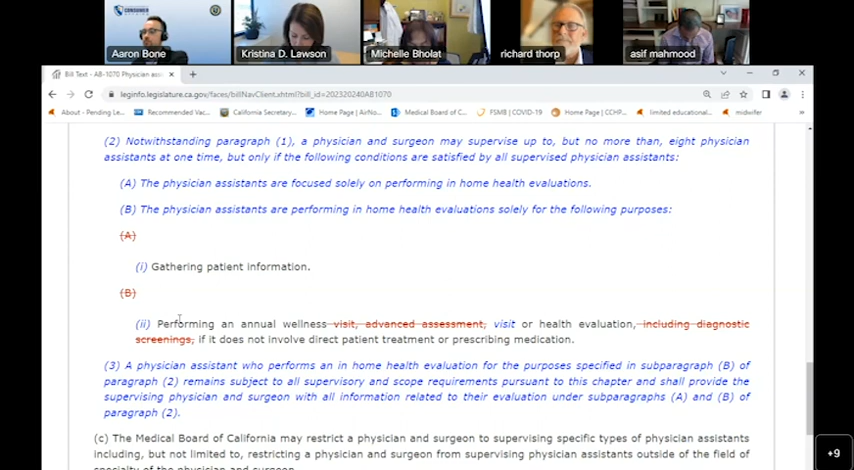 CONSUMER
Aaron Bone
Kristina D. Lawson
Michelle Bholat
richard thorp
asif mahmood
Bill Text - AB-1070 Physician ass
leginfo.legislature.ca.gov/faces/billNavClient.xhtml?bill_id=202320240AB1070
About - Pending Le...
Recommended Vac...
California Secretary...
Home Page | AirNo...
Medical Board of C...
FSMB | COVID-19
Home Page | CCHP...
limited educational...
midwifer
(2) Notwithstanding paragraph (1), a physician and surgeon may supervise up to, but no more than, eight physician
assistants at one time, but only if the following conditions are satisfied by all supervised physician assistants:
(A) The physician assistants are focused solely on performing in home health evaluations.
(B) The physician assistants are performing in home health evaluations solely for the following purposes:
(A)
(i) Gathering patient information.
(B)
(ii) Performing an annual wellness visit, advanced assessment, visit or health evaluation, including diagnostic
screenings, if it does not involve direct patient treatment or prescribing medication.
(3) A physician assistant who performs an in home health evaluation for the purposes specified in subparagraph (B) of
paragraph (2) remains subject to all supervisory and scope requirements pursuant to this chapter and shall provide the
supervising physician and surgeon with all information related to their evaluation under subparagraphs (A) and (B) of
paragraph (2).
(c) The Medical Board of California may restrict a physician and surgeon to supervising specific types of physician assistants
including, but not limited to, restricting a physician and surgeon from supervising physician assistants outside of the field of
specialty of the physician and surgeon.
+9